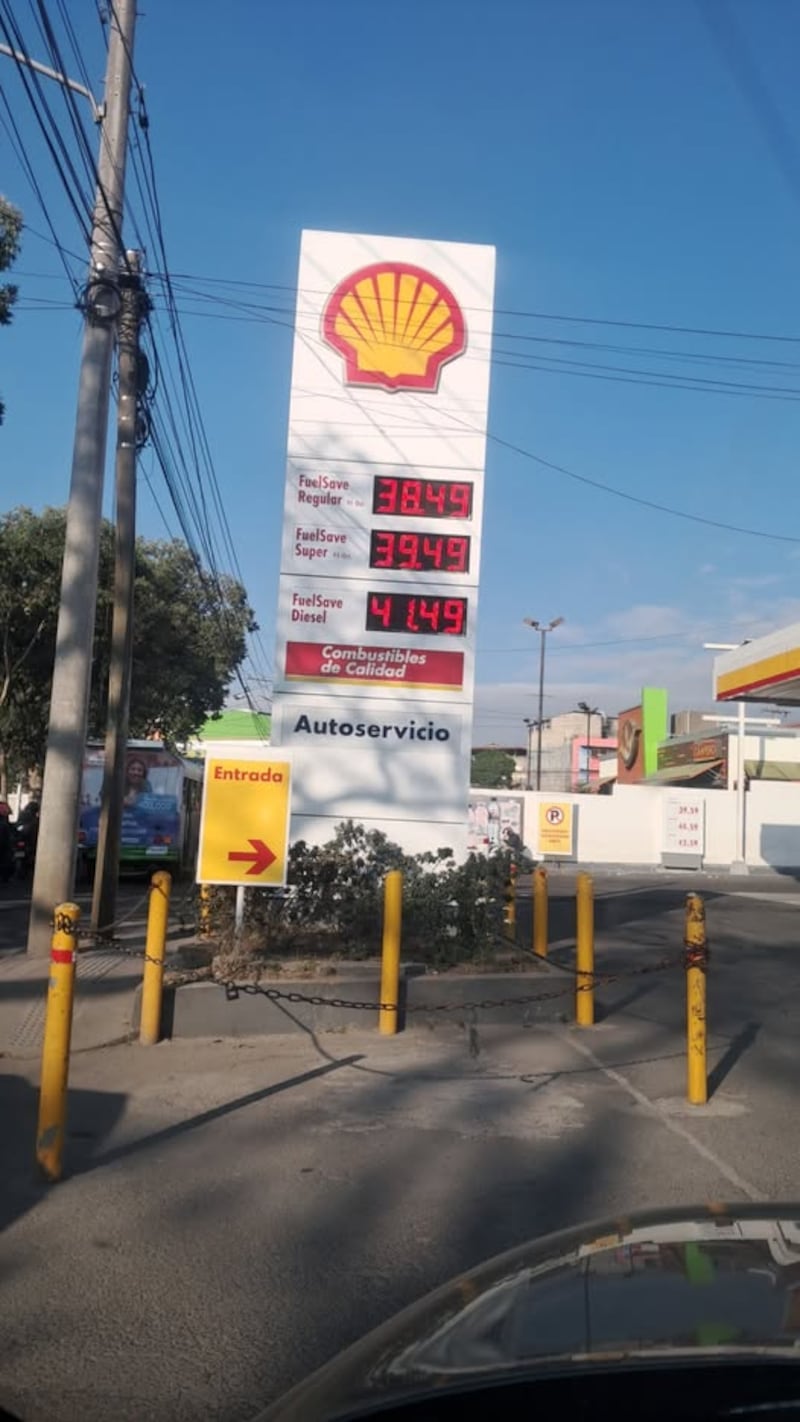 FuelSave
Regular
38.49
FuelSave
Super
39.49
FuelSave
Diesel
41.49
Combustibles
de Calidad
Autoservicio
Entrada